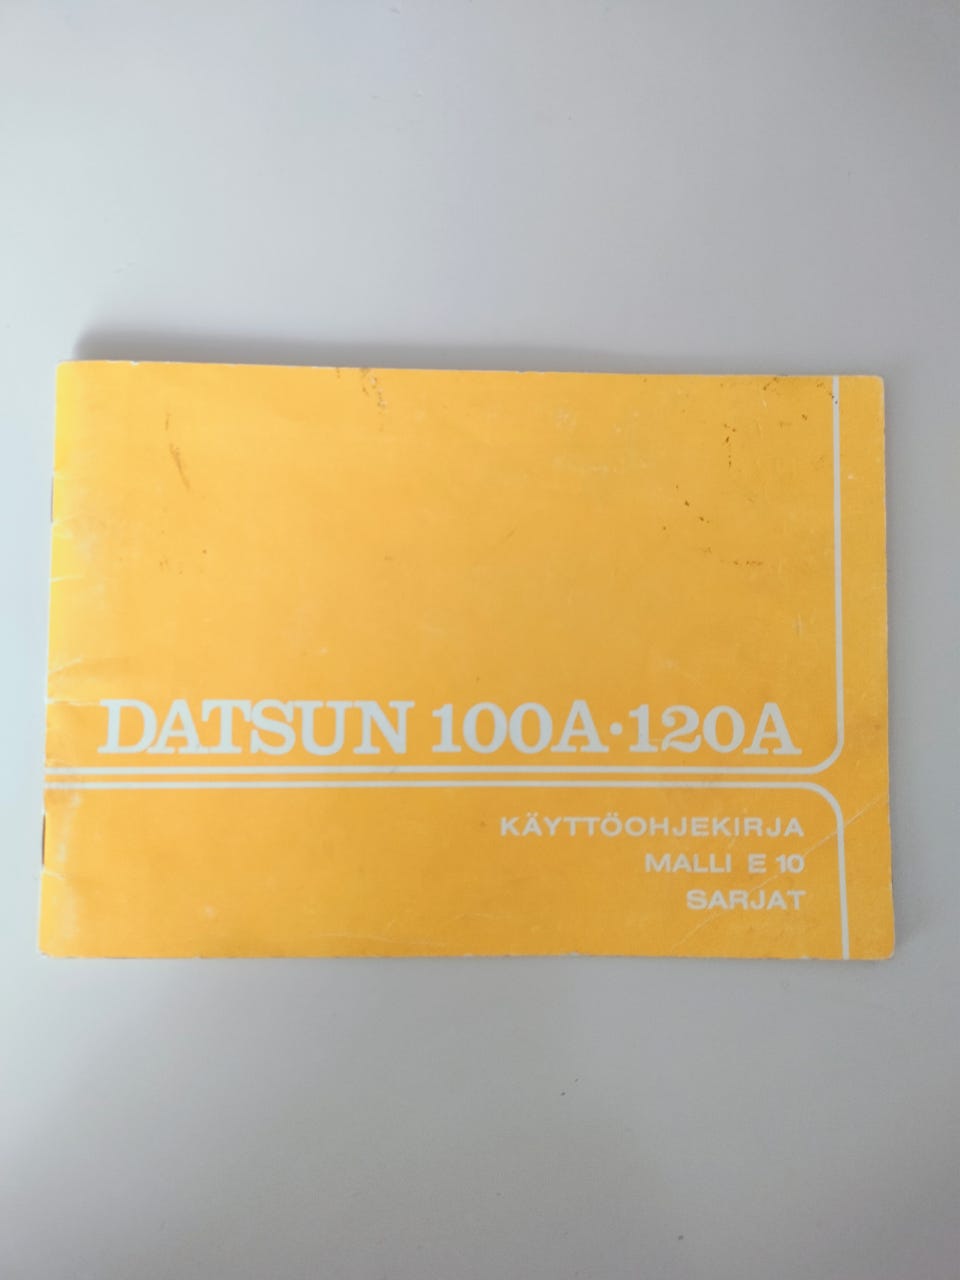 DATSUN 100A·120A
KÄYTTÖOHJEKIRJA
MALLI E 10
SARJAT